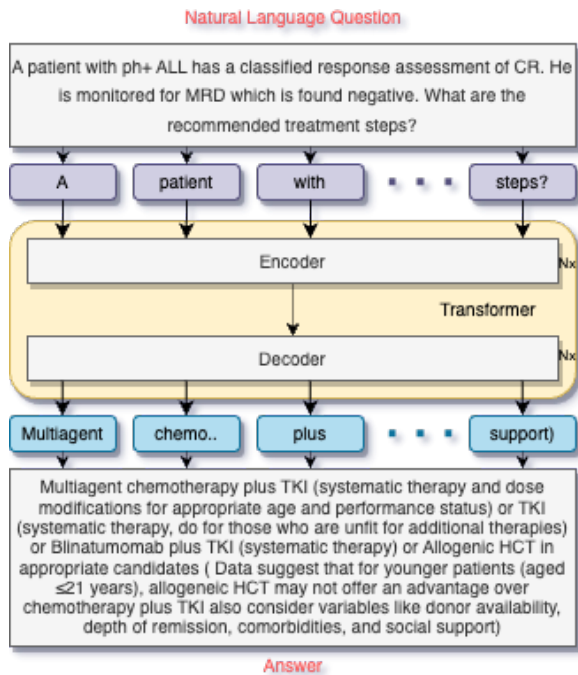 Natural Language Question
A patient with ph+ ALL has a classified response assessment of CR. He
is monitored for MRD which is found negative. What are the
recommended treatment steps?
A patient with steps?
Encoder Nx
Transformer
Decoder Nx
Multiagent chemo.. plus support)
Multiagent chemotherapy plus TKI (systematic therapy and dose
modifications for appropriate age and performance status) or TKI
(systematic therapy, do for those who are unfit for additional therapies)
or Blinatumomab plus TKI (systematic therapy) or Allogenic HCT in
appropriate candidates ( Data suggest that for younger patients (aged
≤21 years), allogeneic HCT may not offer an advantage over
chemotherapy plus TKI also consider variables like donor availability,
depth of remission, comorbidities, and social support)
Answer